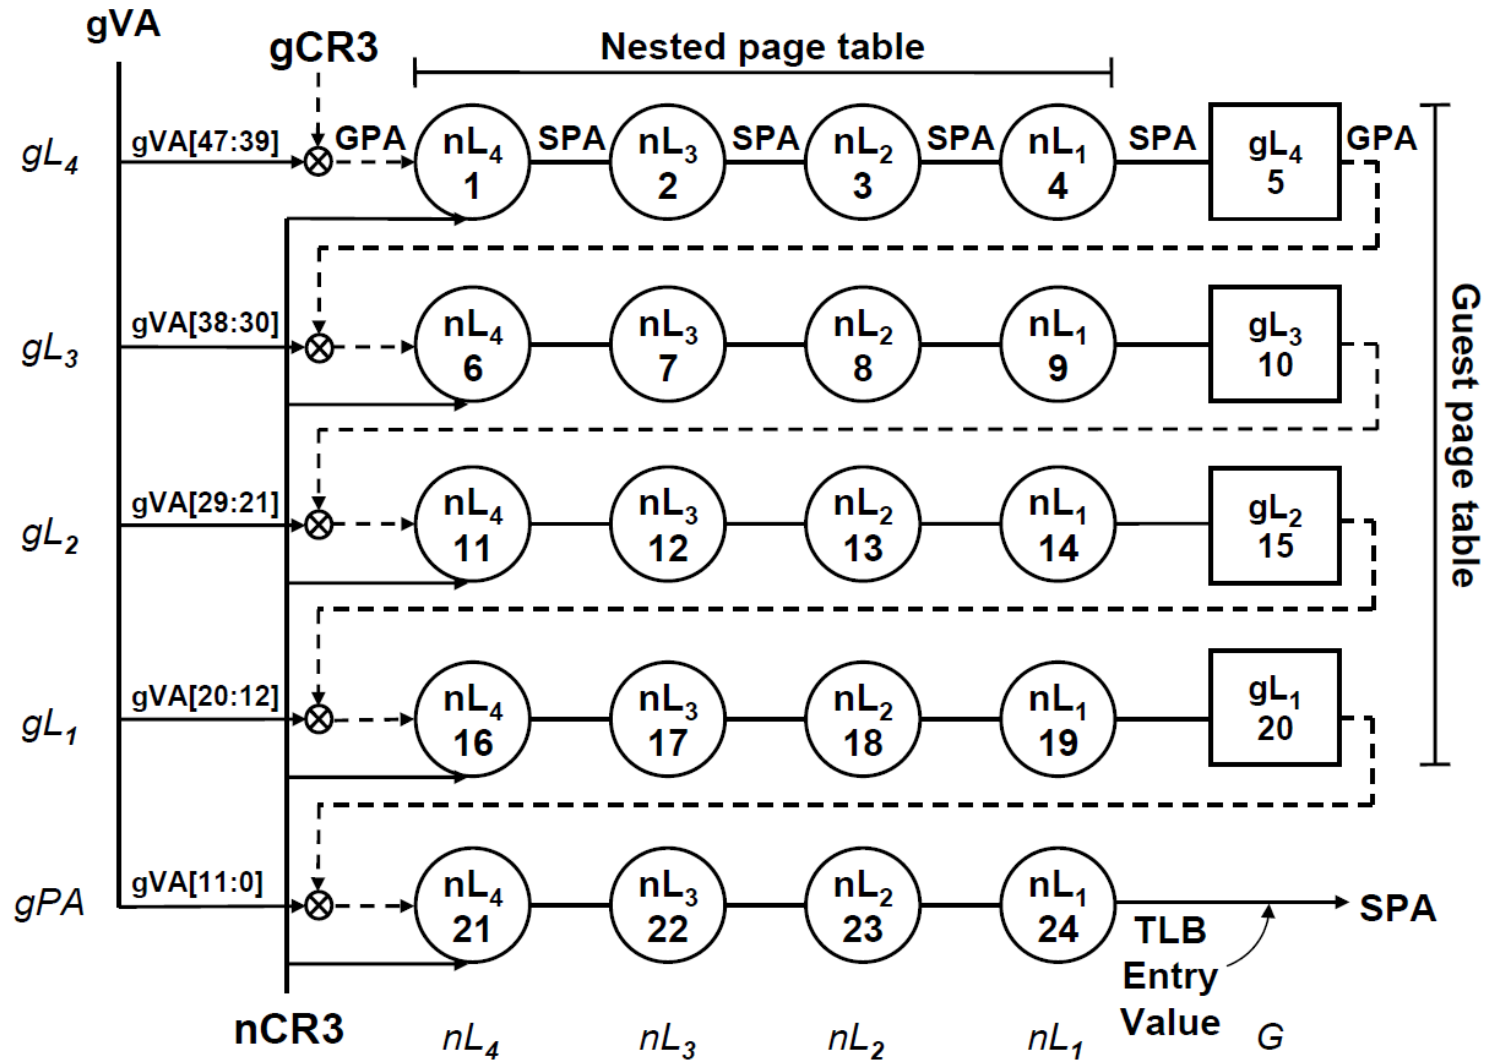 gVA
gCR3
Nested page table
gL4
gVA[47:39]
GPA
nL4
1
SPA
nL3
2
SPA
nL2
3
SPA
nL1
4
SPA
gL4
5
GPA
gL3
gVA[38:30]
nL4
6
nL3
7
nL2
8
nL1
9
gL3
10
Guest page table
gL2
gVA[29:21]
nL4
11
nL3
12
nL2
13
nL1
14
gL2
15
gL1
gVA[20:12]
nL4
16
nL3
17
nL2
18
nL1
19
gL1
20
gPA
gVA[11:0]
nL4
21
nL3
22
nL2
23
nL1
24
SPA
TLB
Entry
Value
nCR3
nL4
nL3
nL2
nL1
G